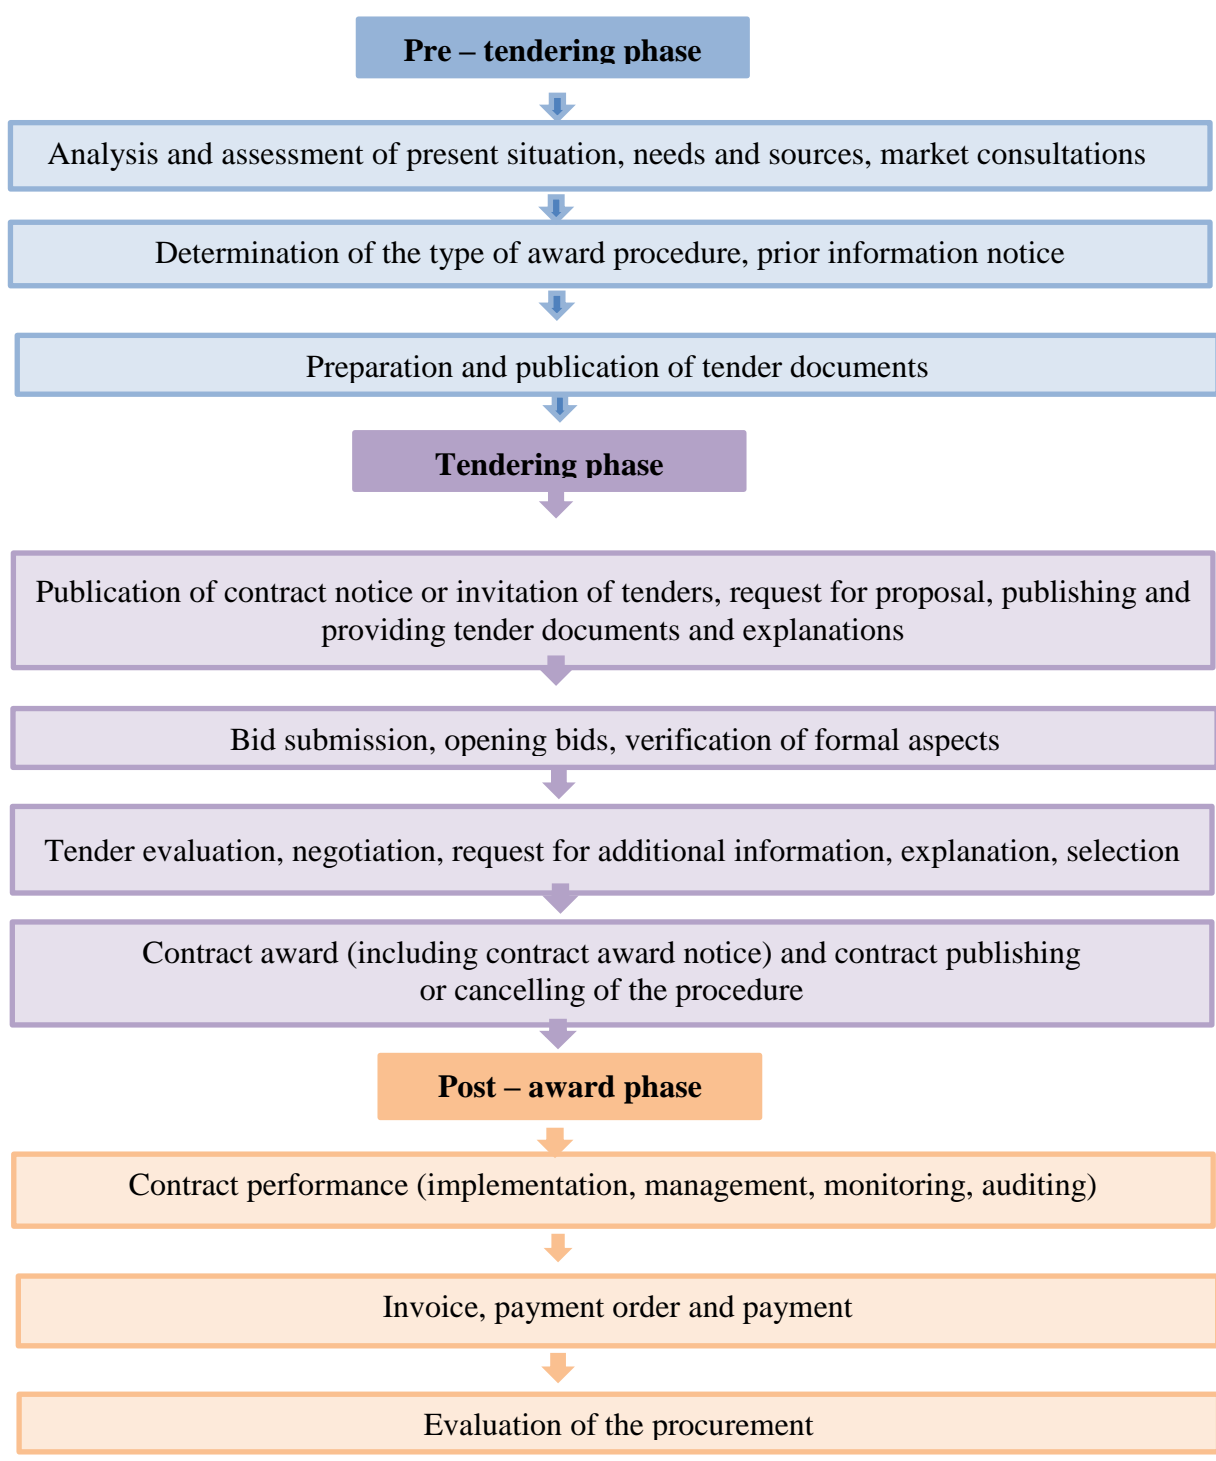 Pre – tendering phase
Analysis and assessment of present situation, needs and sources, market consultations
Determination of the type of award procedure, prior information notice
Preparation and publication of tender documents
Tendering phase
Publication of contract notice or invitation of tenders, request for proposal, publishing and
providing tender documents and explanations
Bid submission, opening bids, verification of formal aspects
Tender evaluation, negotiation, request for additional information, explanation, selection
Contract award (including contract award notice) and contract publishing
or cancelling of the procedure
Post – award phase
Contract performance (implementation, management, monitoring, auditing)
Invoice, payment order and payment
Evaluation of the procurement